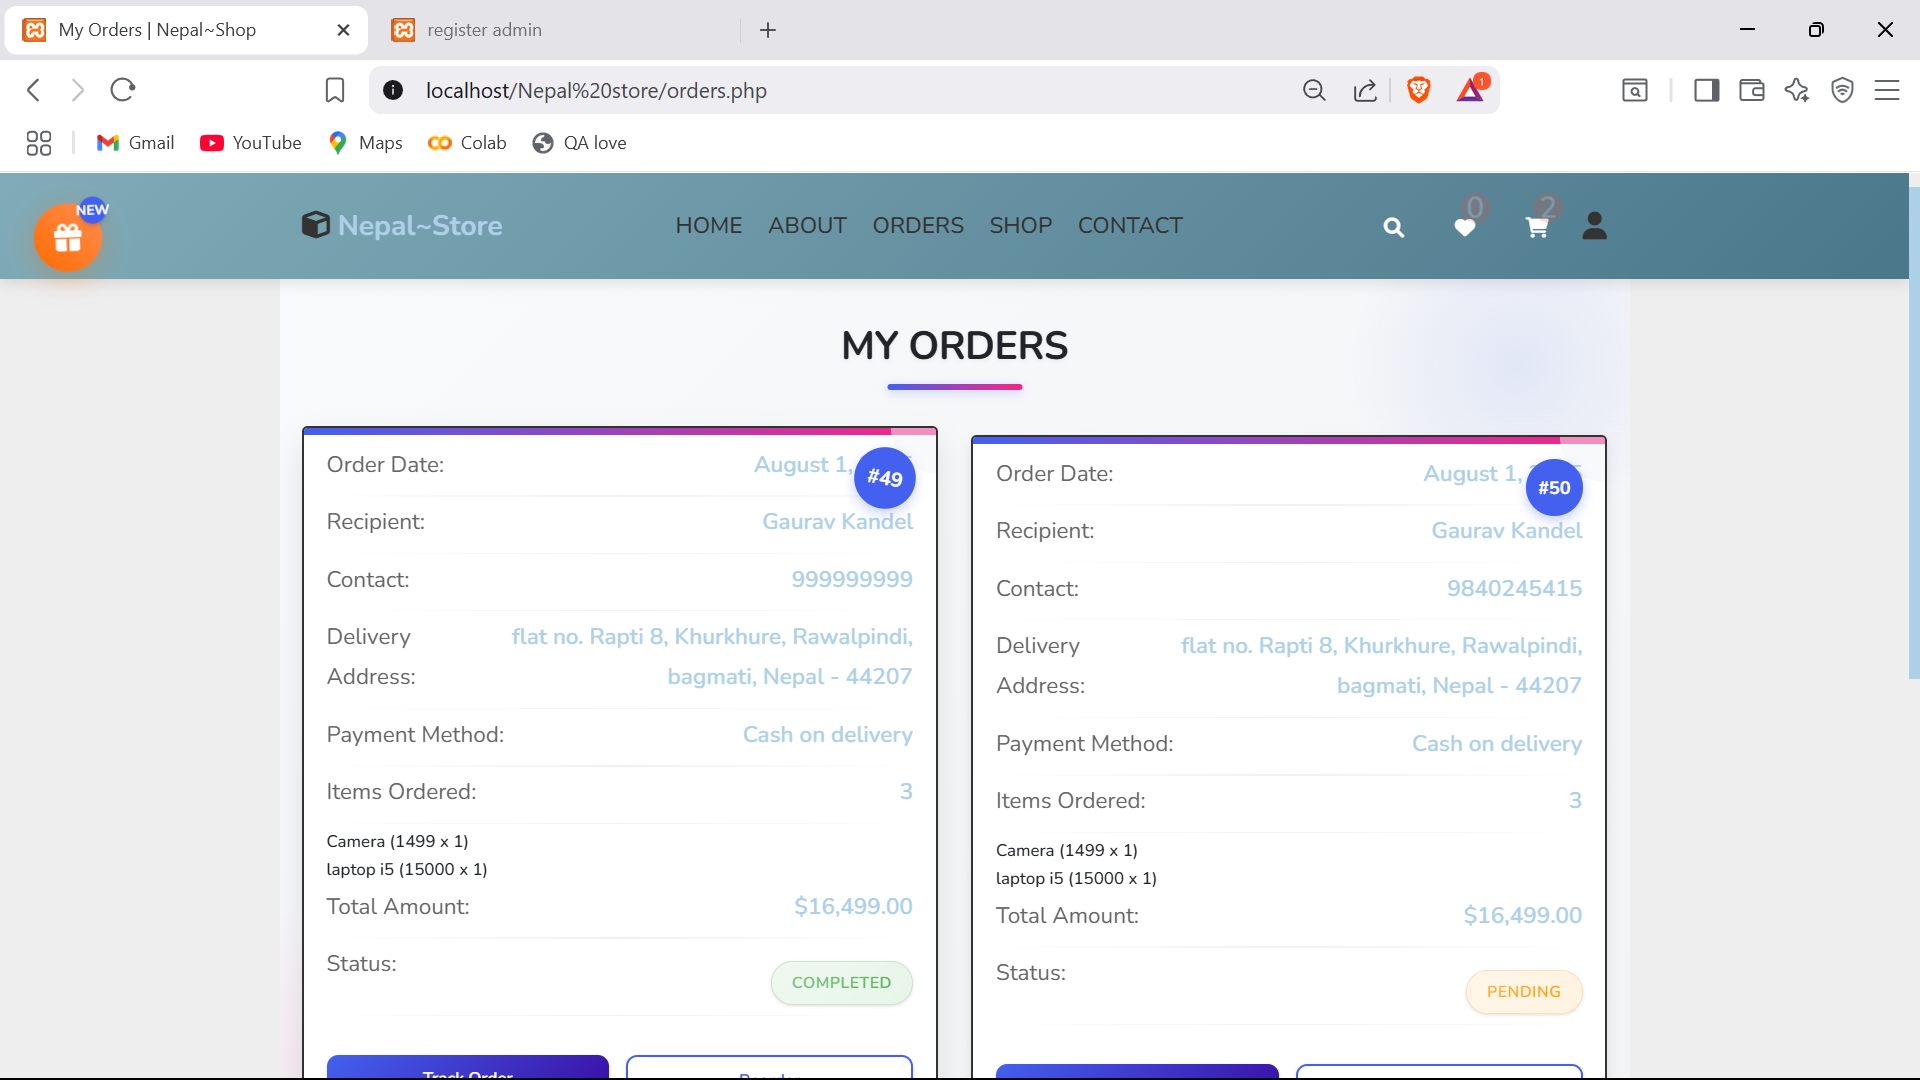 My Orders | Nepal~Shop
register admin
localhost/Nepal%20store/orders.php
1
Gmail
YouTube
Maps
Colab
QA love
NEW
Nepal~Store
HOME
ABOUT
ORDERS
SHOP
CONTACT
0
2
MY ORDERS
#49
Order Date: August 1,
Recipient: Gaurav Kandel
Contact: 999999999
Delivery flat no. Rapti 8, Khurkhure, Rawalpindi,
Address: bagmati, Nepal - 44207
Payment Method: Cash on delivery
Items Ordered: 3
Camera (1499 x 1)
laptop i5 (15000 x 1)
Total Amount: $16,499.00
Status: COMPLETED
Track Order
Reorder
#50
Order Date: August 1,
Recipient: Gaurav Kandel
Contact: 9840245415
Delivery flat no. Rapti 8, Khurkhure, Rawalpindi,
Address: bagmati, Nepal - 44207
Payment Method: Cash on delivery
Items Ordered: 3
Camera (1499 x 1)
laptop i5 (15000 x 1)
Total Amount: $16,499.00
Status: PENDING